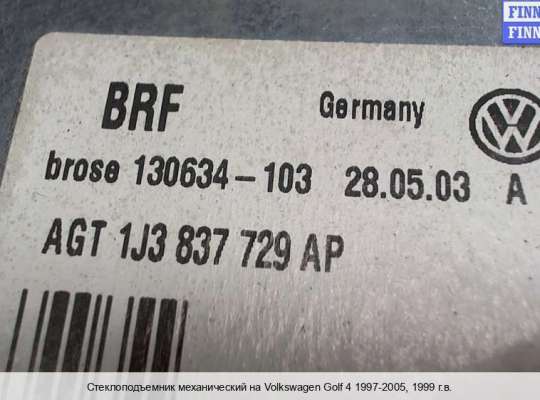 FINN
FINN
BRF
Germany
VW
brose 130634-103 28.05.03 A
AGT 1J3 837 729 AP
Стеклоподъемник механический на Volkswagen Golf 4 1997-2005, 1999 г.в.